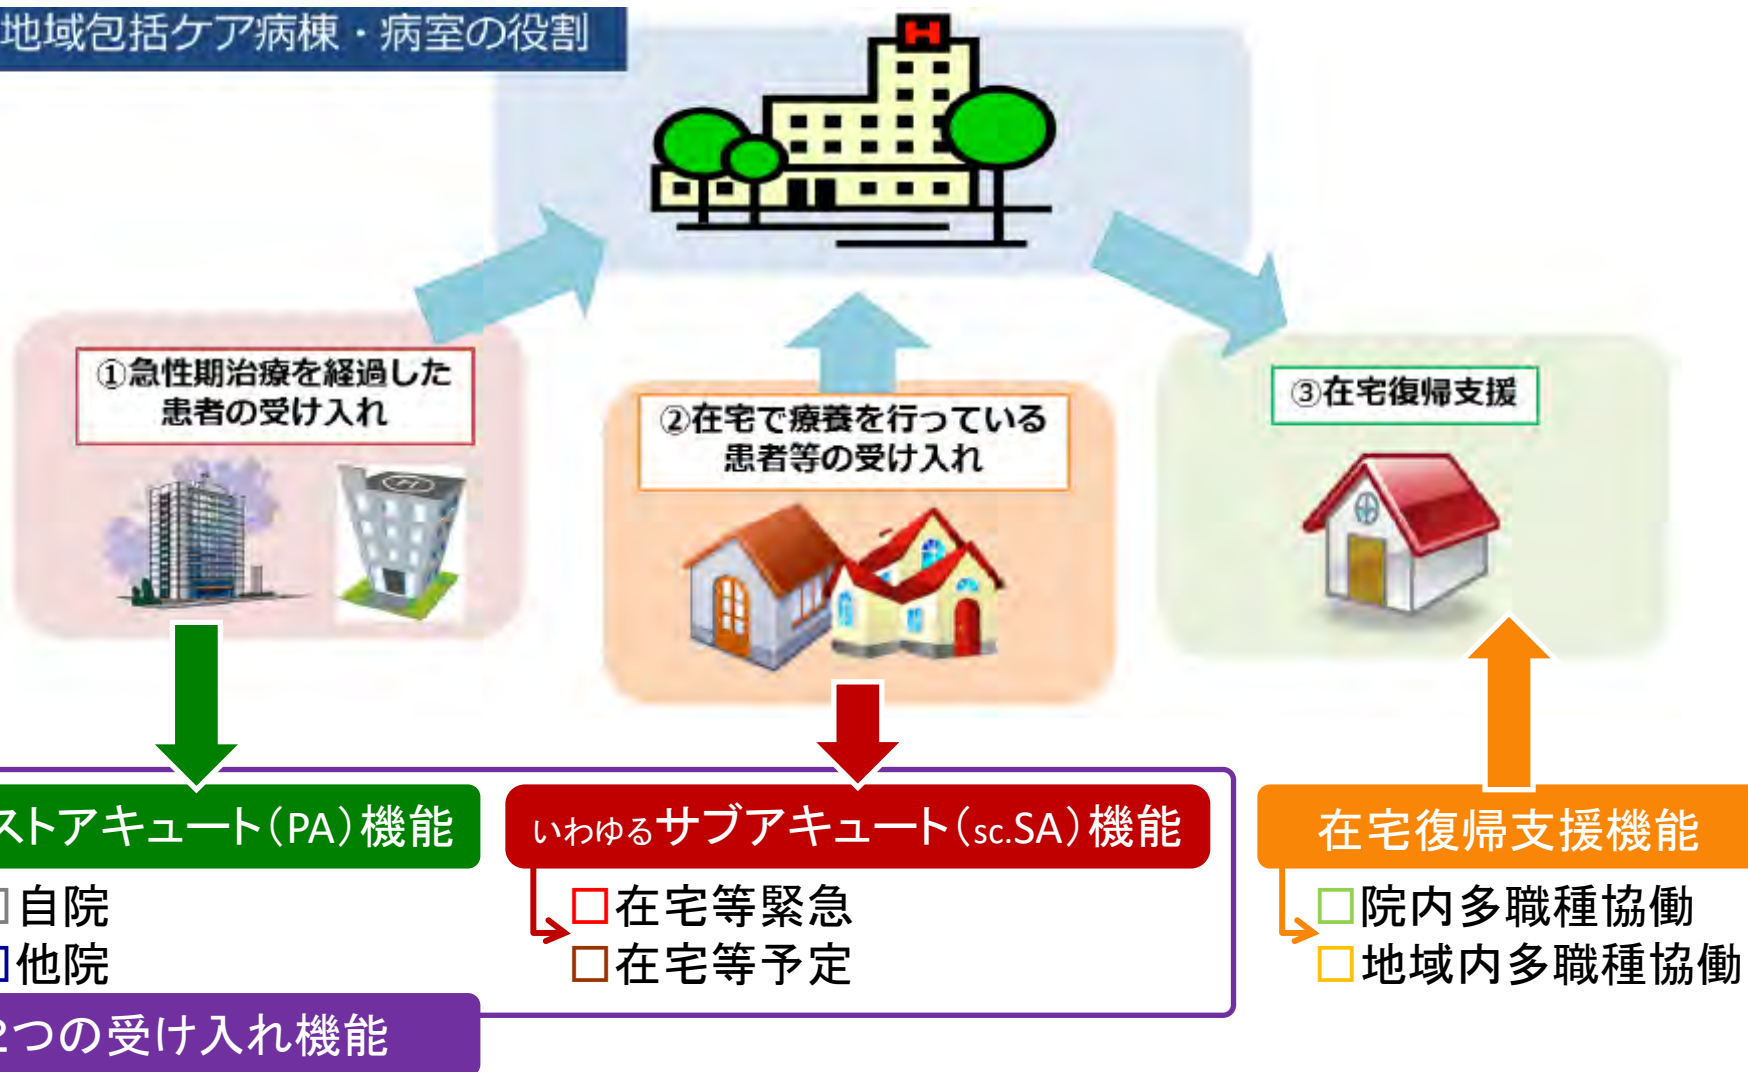 地域包括ケア病棟・病室の役割
H
①急性期治療を経過した
患者の受け入れ
②在宅で療養を行っている
患者等の受け入れ
③在宅復帰支援
H
ストアキュート（PA）機能
いわゆるサブアキュート（sc.SA）機能
在宅復帰支援機能
□自院
□他院
□在宅等緊急
□在宅等予定
□院内多職種協働
□地域内多職種協働
2つの受け入れ機能